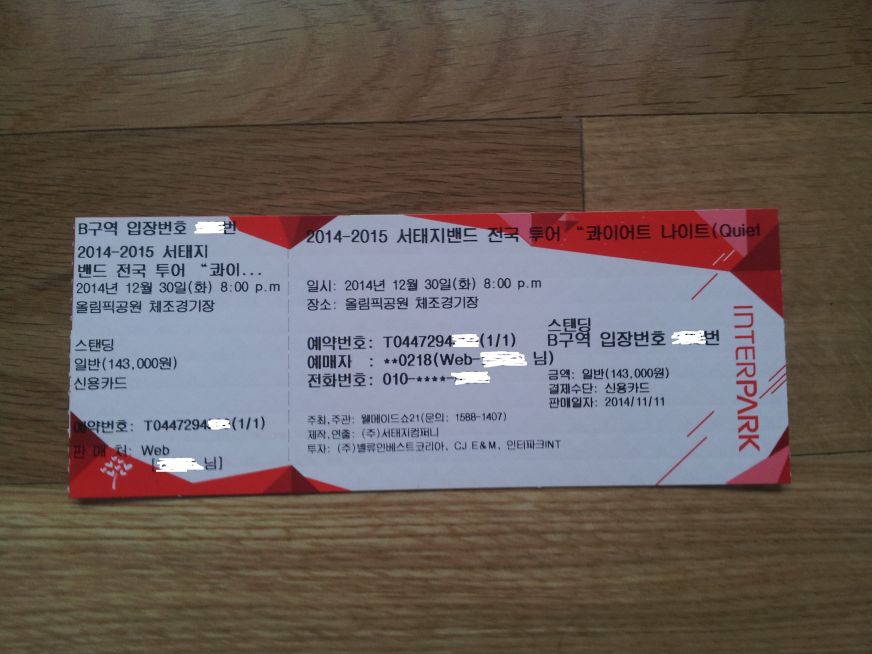 B구역 입장번호 번
2014-2015 서태지
밴드 전국 투어 “콰이...
2014년 12월 30일(화) 8:00 p.m
올림픽공원 체조경기장
스탠딩
일반(143,000원)
신용카드
예약번호: T0447294 (1/1)
판 매 처: Web
[ 님]
2014-2015 서태지밴드 전국 투어 “콰이어트 나이트(Quiet
일시: 2014년 12월 30일(화) 8:00 p.m
장소: 올림픽공원 체조경기장
예약번호: T0447294 (1/1)
예매자 : **0218(Web- 님)
전화번호: 010-****-
스탠딩
B구역 입장번호 번
금액: 일반(143,000원)
결제수단: 신용카드
판매일자: 2014/11/11
주최,주관: 웰메이드쇼21(문의: 1588-1407)
제작,연출: (주)서태지컴퍼니
투자: (주)밸류인베스트코리아, CJ E&M, 인터파크INT
INTERPARK